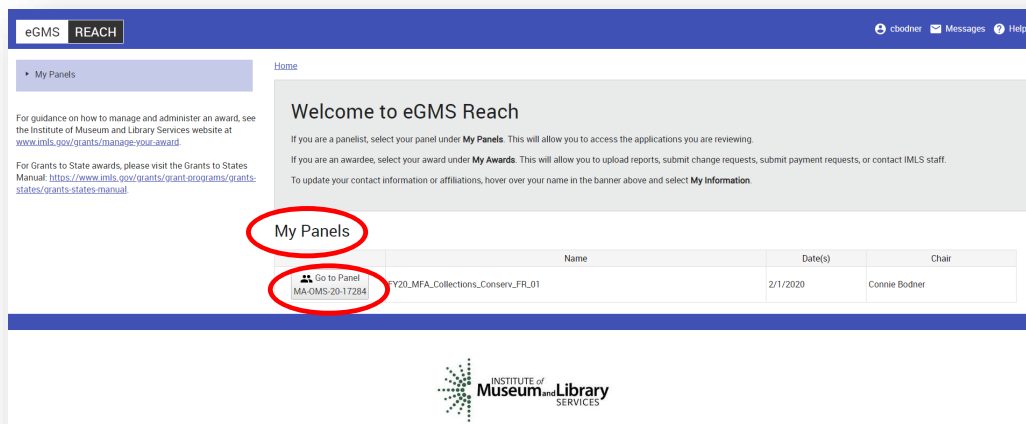 eGMS REACH
cbodner Messages Help
My Panels
Home
For guidance on how to manage and administer an award, see
the Institute of Museum and Library Services website at
www.imls.gov/grants/manage-your-award.
For Grants to State awards, please visit the Grants to States
Manual: https://www.imls.gov/grants/grant-programs/grants-
states/grants-states-manual.
Welcome to eGMS Reach
If you are a panelist, select your panel under My Panels. This will allow you to access the applications you are reviewing.
If you are an awardee, select your award under My Awards. This will allow you to upload reports, submit change requests, submit payment requests, or contact IMLS staff.
To update your contact information or affiliations, hover over your name in the banner above and select My Information.
My Panels
Name Date(s) Chair
Go to Panel
MA-OMS-20-17284
FY20_MFA_Collections_Conserv_FR_01 2/1/2020 Connie Bodner
INSTITUTE of
Museum and Library
SERVICES